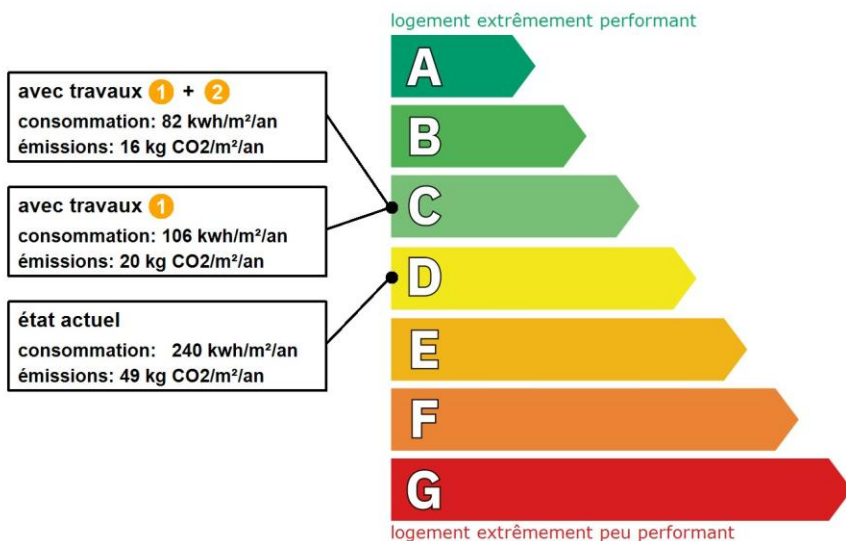 logement extrêmement performant
avec travaux 1 + 2
consommation: 82 kwh/m²/an
émissions: 16 kg CO2/m²/an
avec travaux 1
consommation: 106 kwh/m²/an
émissions: 20 kg CO2/m²/an
état actuel
consommation: 240 kwh/m²/an
émissions: 49 kg CO2/m²/an
A
B
C
D
E
F
G
logement extrêmement peu performant